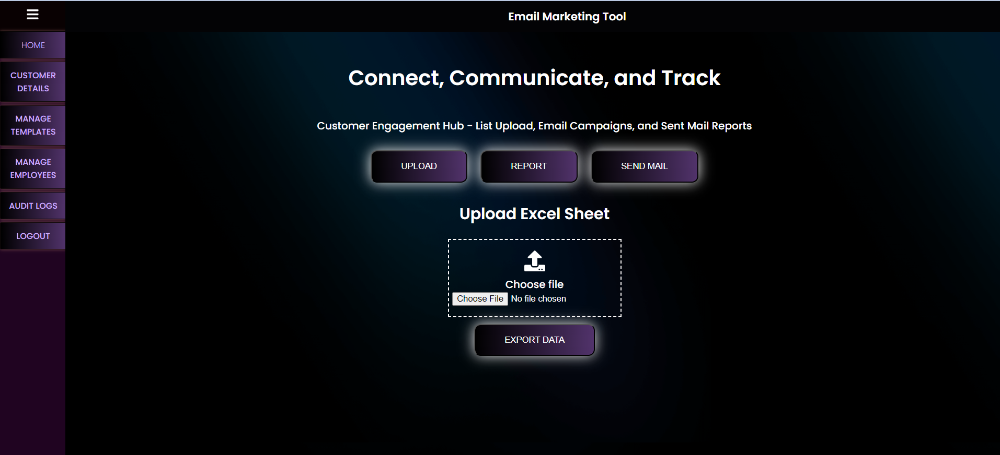 Email Marketing Tool
HOME
CUSTOMER
DETAILS
MANAGE
TEMPLATES
MANAGE
EMPLOYEES
AUDIT LOGS
LOGOUT
Connect, Communicate, and Track
Customer Engagement Hub - List Upload, Email Campaigns, and Sent Mail Reports
UPLOAD REPORT SEND MAIL
Upload Excel Sheet
Choose file
Choose File No file chosen
EXPORT DATA